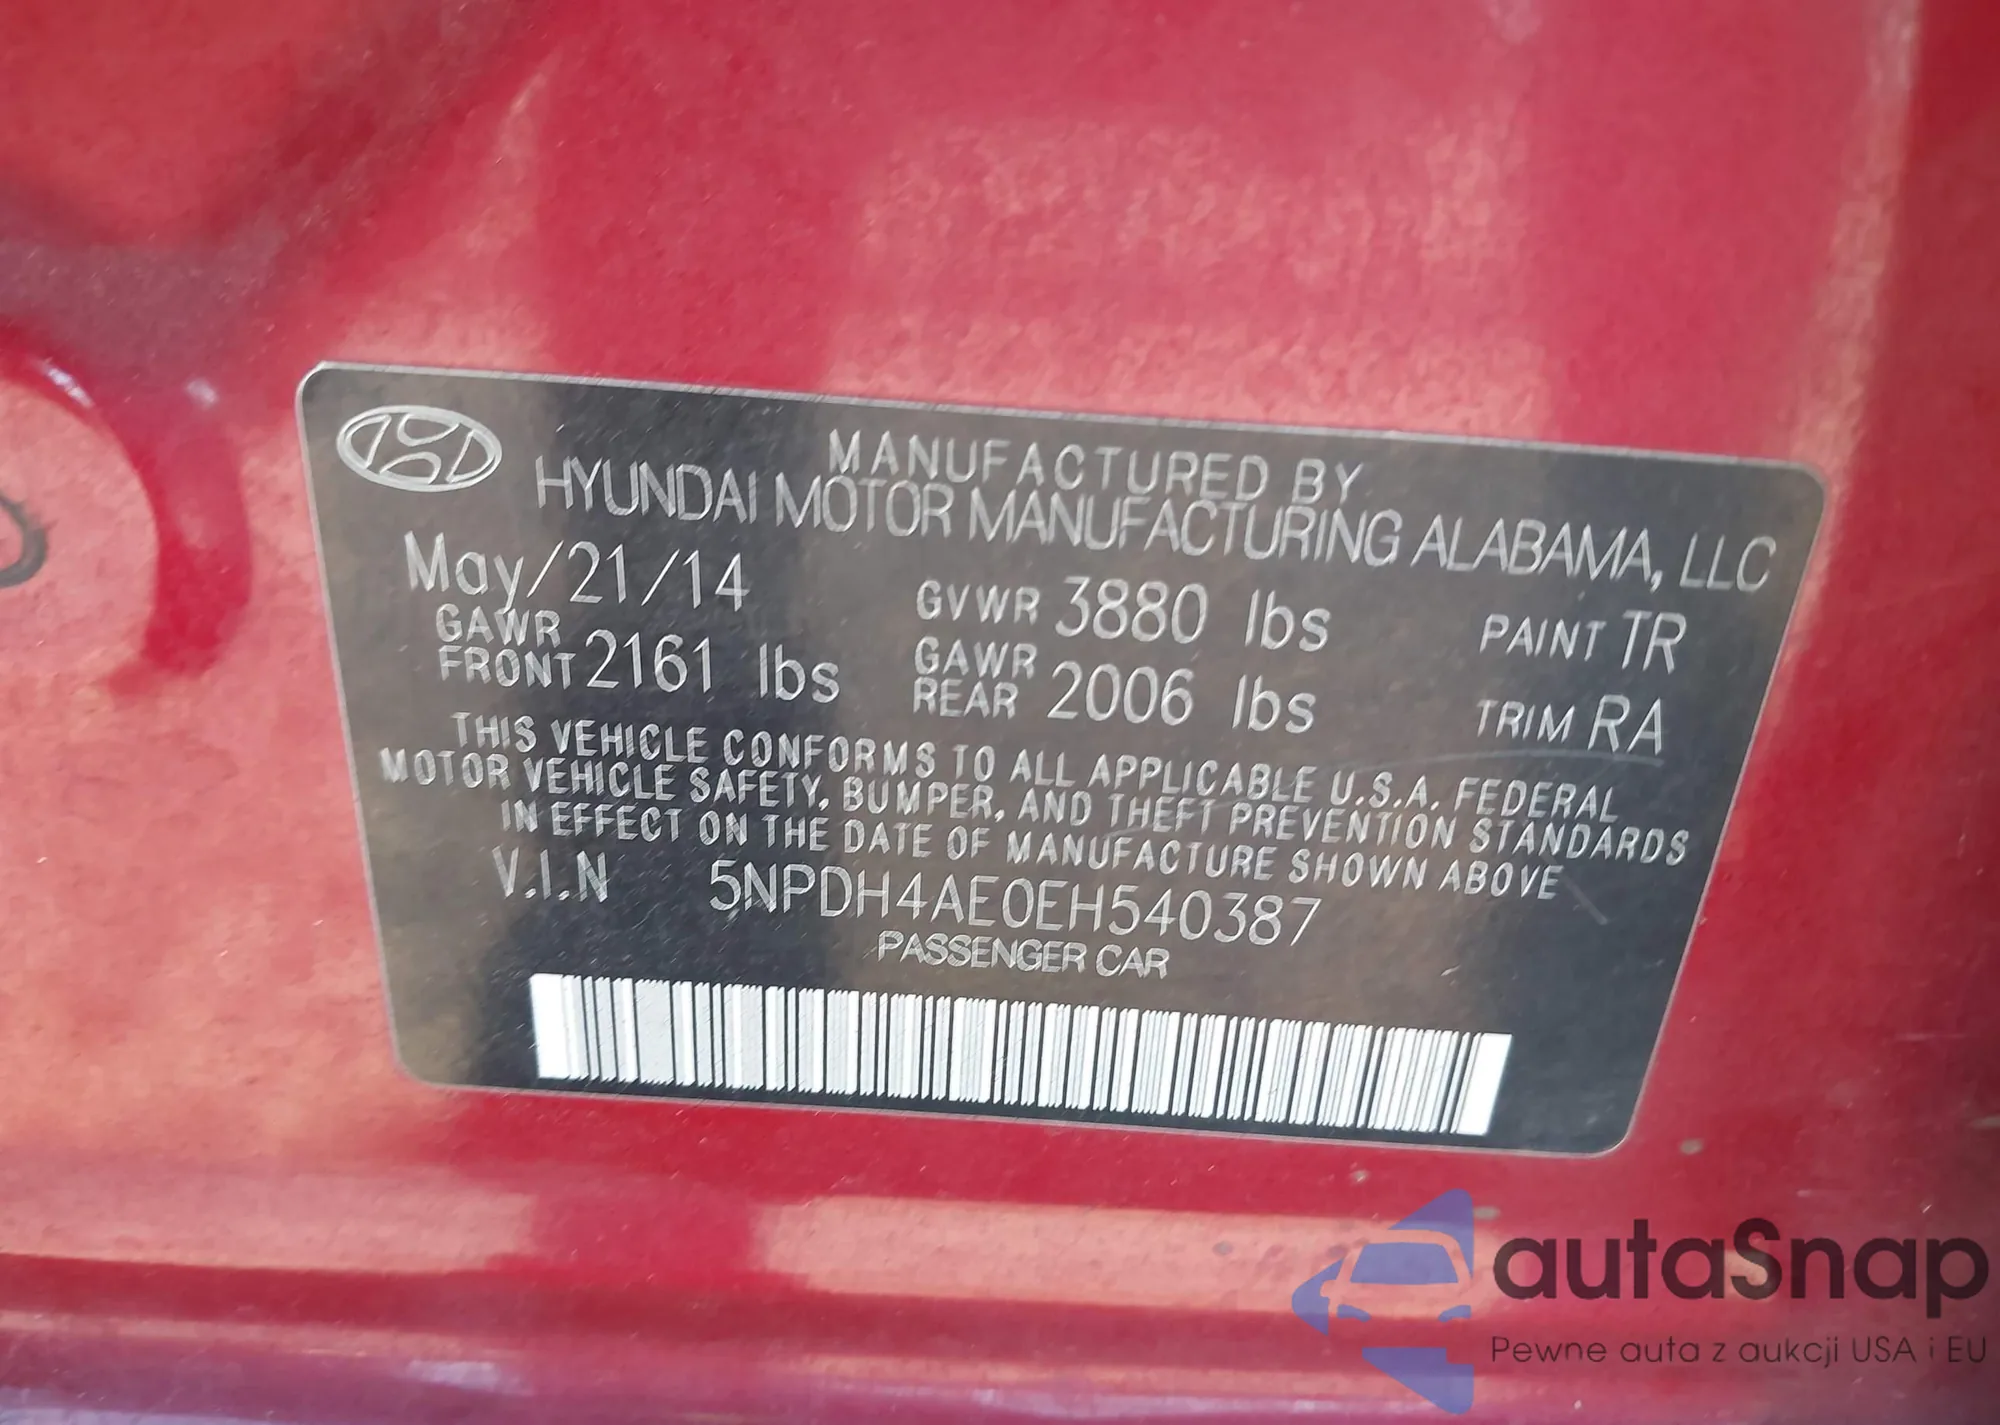 MANUFACTURED BY
HYUNDAI MOTOR MANUFACTURING ALABAMA, LLC
May/21/14 GVWR 3880 lbs PAINT TR
GAWR FRONT 2161 lbs GAWR REAR 2006 lbs TRIM RA
THIS VEHICLE CONFORMS TO ALL APPLICABLE U.S.A. FEDERAL
MOTOR VEHICLE SAFETY, BUMPER, AND THEFT PREVENTION STANDARDS
IN EFFECT ON THE DATE OF MANUFACTURE SHOWN ABOVE
V.I.N 5NPDH4AE0EH540387
PASSENGER CAR
autaSnap
Pewne auta z aukcji USA i EU